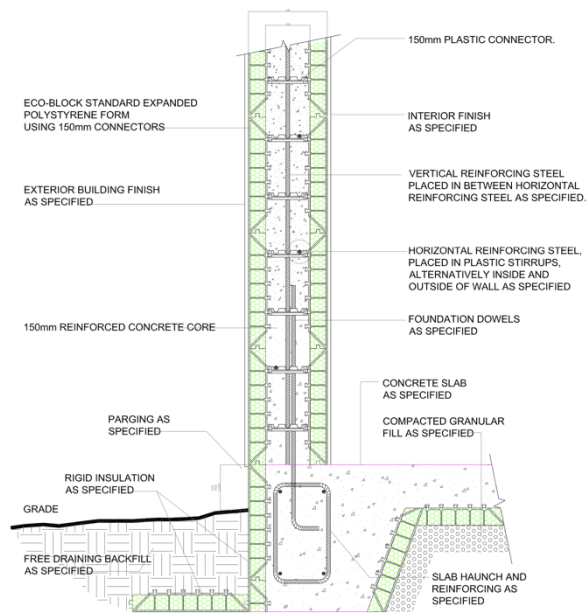 150mm PLASTIC CONNECTOR.
ECO-BLOCK STANDARD EXPANDED
POLYSTYRENE FORM
USING 150mm CONNECTORS
INTERIOR FINISH
AS SPECIFIED
EXTERIOR BUILDING FINISH
AS SPECIFIED
VERTICAL REINFORCING STEEL
PLACED IN BETWEEN HORIZONTAL
REINFORCING STEEL AS SPECIFIED.
HORIZONTAL REINFORCING STEEL,
PLACED IN PLASTIC STIRRUPS,
ALTERNATIVELY INSIDE AND
OUTSIDE OF WALL AS SPECIFIED
150mm REINFORCED CONCRETE CORE
FOUNDATION DOWELS
AS SPECIFIED
CONCRETE SLAB
AS SPECIFIED
PARGING AS
SPECIFIED
COMPACTED GRANULAR
FILL AS SPECIFIED
RIGID INSULATION
AS SPECIFIED
GRADE
FREE DRAINING BACKFILL
AS SPECIFIED
SLAB HAUNCH AND
REINFORCING AS
SPECIFIED